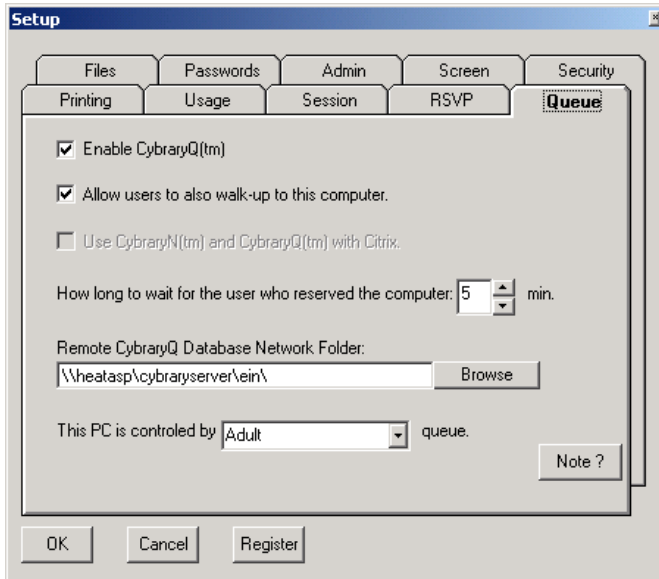 Setup
Files Passwords Admin Screen Security
Printing Usage Session RSVP Queue
Enable CybraryQ(tm)
Allow users to also walk-up to this computer.
Use CybraryN(tm) and CybraryQ(tm) with Citrix.
How long to wait for the user who reserved the computer: 5 min.
Remote CybraryQ Database Network Folder:
\\heatasp\cybraryserver\ein\ Browse
This PC is controled by Adult queue.
Note ?
OK Cancel Register